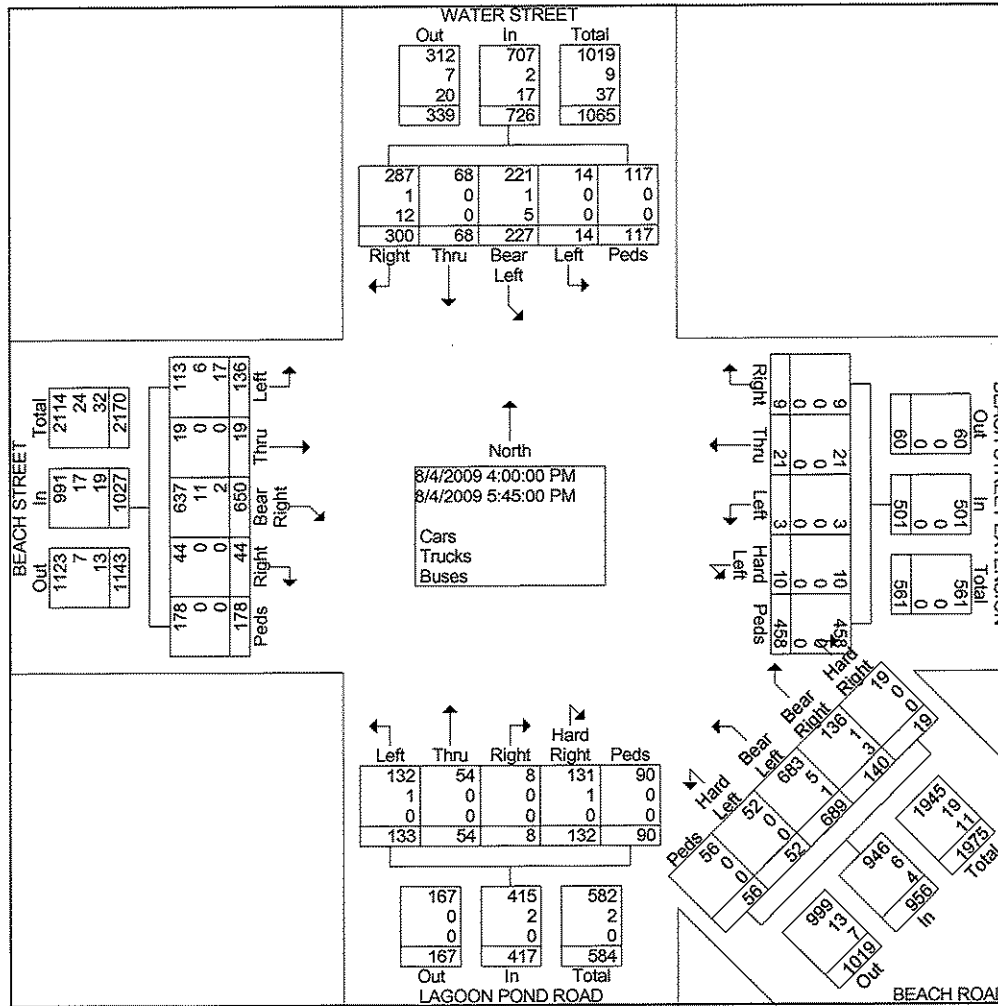 WATER STREET
Out In Total
312 707 1019
7 2 9
20 17 37
339 726 1065
287 68 221 14 117
1 0 1 0 0
12 0 5 0 0
300 68 227 14 117
Right Thru Bear Left Left Peds
BEACH STREET
Total
2114 24 32 2170
In
991 17 19 1027
Out
1123 7 13 1143
113 6 17 136
Left
19 0 0 19
Thru
637 11 2 650
Bear Right
44 0 0 44
Right
178 0 0 178
Peds
North
8/4/2009 4:00:00 PM
8/4/2009 5:45:00 PM
Cars
Trucks
Buses
Right
9 0 0 9
Thru
21 0 0 21
Left
3 0 0 3
Hard Left
10 0 0 10
Peds
458 0 0 458
Out
60 0 0 60
In
501 0 0 501
Total
561 0 0 561
Left Thru Right Hard Right Peds
132 54 8 131 90
1 0 0 1 0
0 0 0 0 0
133 54 8 132 90
167 415 582
0 2 2
0 0 0
167 417 584
Out In Total
LAGOON POND ROAD
Peds
56 0 0 56
Hard Left
52 0 0 52
Bear Left
683 5 1 689
Bear Right
136 1 3 140
Hard Right
19 0 0 19
1945 19 11 1975
Total
946 6 4 956
In
999 13 7 1019
Out
BEACH ROAD